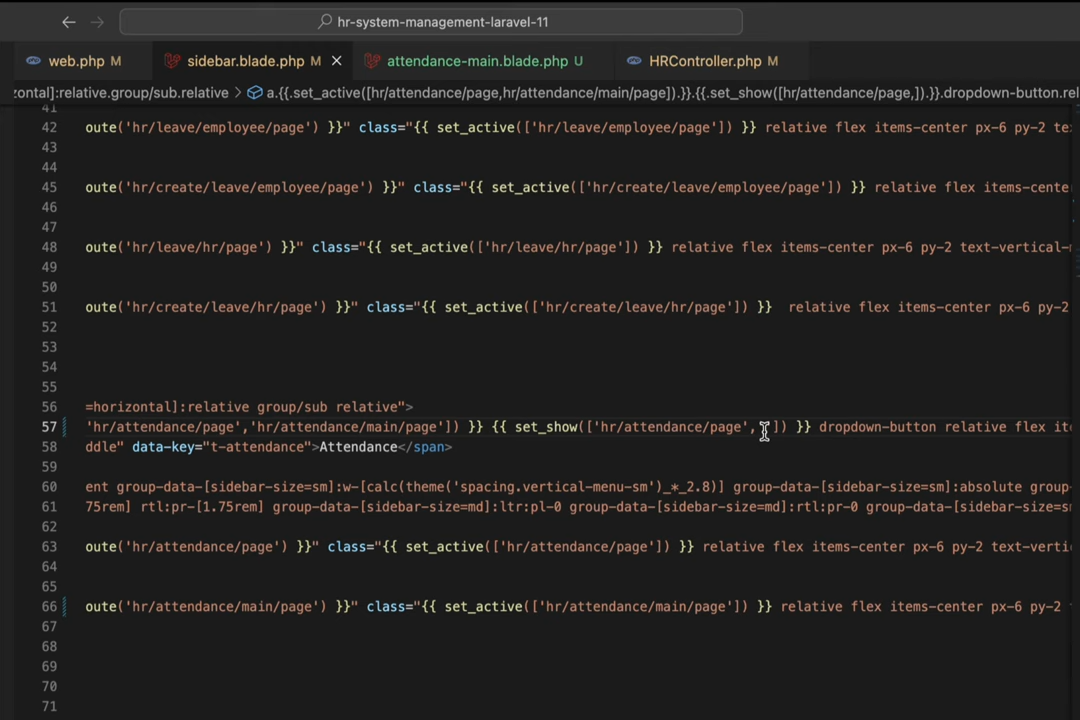 hr-system-management-laravel-11
web.php M sidebar.blade.php M attendance-main.blade.php U HRController.php M
zontal]:relative.group/sub.relative > a.{{.set_active([hr/attendance/page,hr/attendance/main/page]).}}.{{.set_show([hr/attendance/page,]).}}.dropdown-button.rel
41
42 oute('hr/leave/employee/page') }}" class="{{ set_active(['hr/leave/employee/page']) }} relative flex items-center px-6 py-2 te
43
44
45 oute('hr/create/leave/employee/page') }}" class="{{ set_active(['hr/create/leave/employee/page']) }} relative flex items-cente
46
47
48 oute('hr/leave/hr/page') }}" class="{{ set_active(['hr/leave/hr/page']) }} relative flex items-center px-6 py-2 text-vertical-m
49
50
51 oute('hr/create/leave/hr/page') }}" class="{{ set_active(['hr/create/leave/hr/page']) }}  relative flex items-center px-6 py-2
52
53
54
55
56 =horizontal]:relative group/sub relative">
57 'hr/attendance/page','hr/attendance/main/page']) }} {{ set_show(['hr/attendance/page','']) }} dropdown-button relative flex ite
58 ddle" data-key="t-attendance">Attendance</span>
59
60 ent group-data-[sidebar-size=sm]:w-[calc(theme('spacing.vertical-menu-sm')_*_2.8)] group-data-[sidebar-size=sm]:absolute group-
61 75rem] rtl:pr-[1.75rem] group-data-[sidebar-size=md]:ltr:pl-0 group-data-[sidebar-size=md]:rtl:pr-0 group-data-[sidebar-size=sm
62
63 oute('hr/attendance/page') }}" class="{{ set_active(['hr/attendance/page']) }} relative flex items-center px-6 py-2 text-verti
64
65
66 oute('hr/attendance/main/page') }}" class="{{ set_active(['hr/attendance/main/page']) }} relative flex items-center px-6 py-2 t
67
68
69
70
71